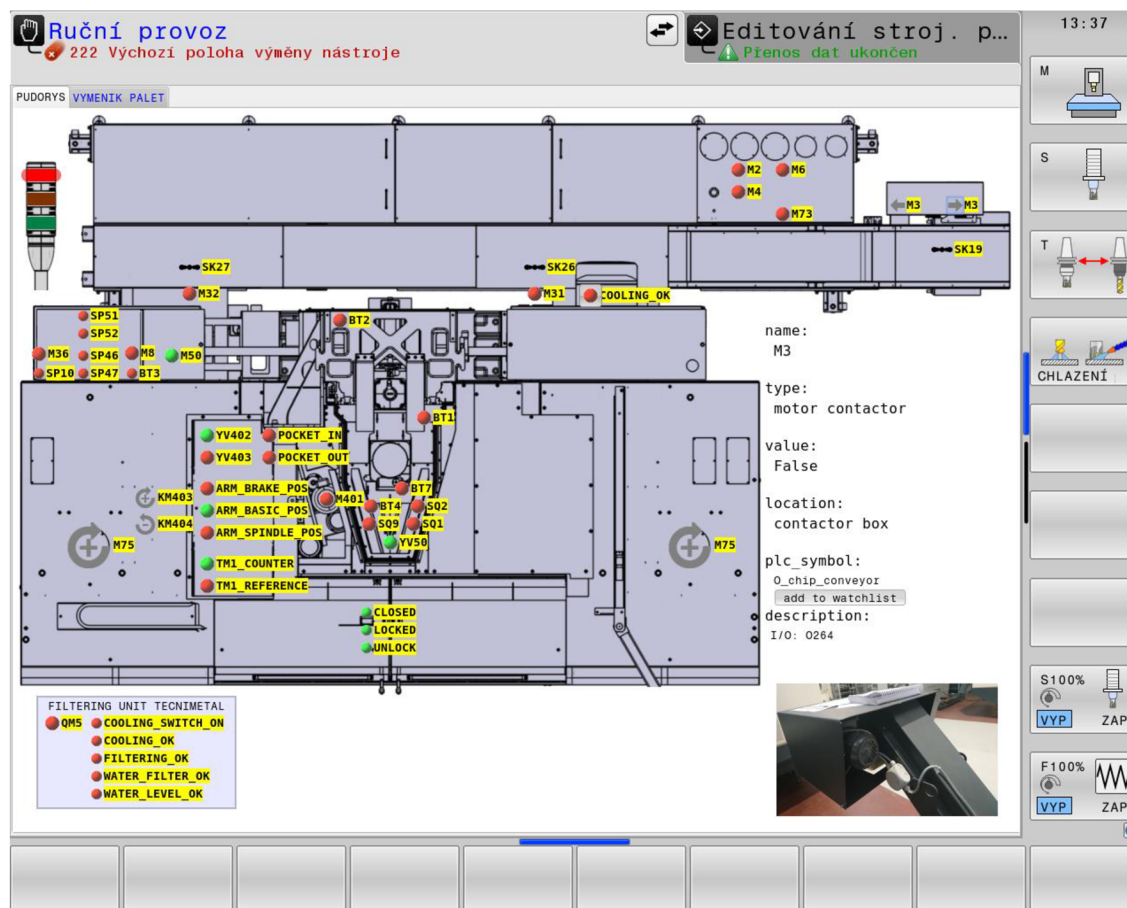 Ruční provoz
222 Výchozí poloha výměny nástroje
Editování stroj. p...
Přenos dat ukončen
13:37
PUDORYS
VYMENIK PALET
M
S
T
CHLAZENÍ
S100%
VYP
ZAP
F100%
VYP
ZAP
M2
M6
M4
M73
M3
M3
SK19
SK27
SK26
M32
M31
COOLING_OK
SP51
SP52
BT2
M36
SP46
M8
M50
SP10
SP47
BT3
BT1
YV402
POCKET_IN
YV403
POCKET_OUT
ARM_BRAKE_POS
BT7
KM403
M401
ARM_BASIC_POS
BT4
SQ2
KM404
SQ9
SQ1
ARM_SPINDLE_POS
YV50
M75
M75
TM1_COUNTER
TM1_REFERENCE
CLOSED
LOCKED
UNLOCK
name:
M3
type:
motor contactor
value:
False
location:
contactor box
plc_symbol:
O_chip_conveyor
add to watchlist
description:
I/O: O264
FILTERING UNIT TECNIMETAL
QM5
COOLING_SWITCH_ON
COOLING_OK
FILTERING_OK
WATER_FILTER_OK
WATER_LEVEL_OK